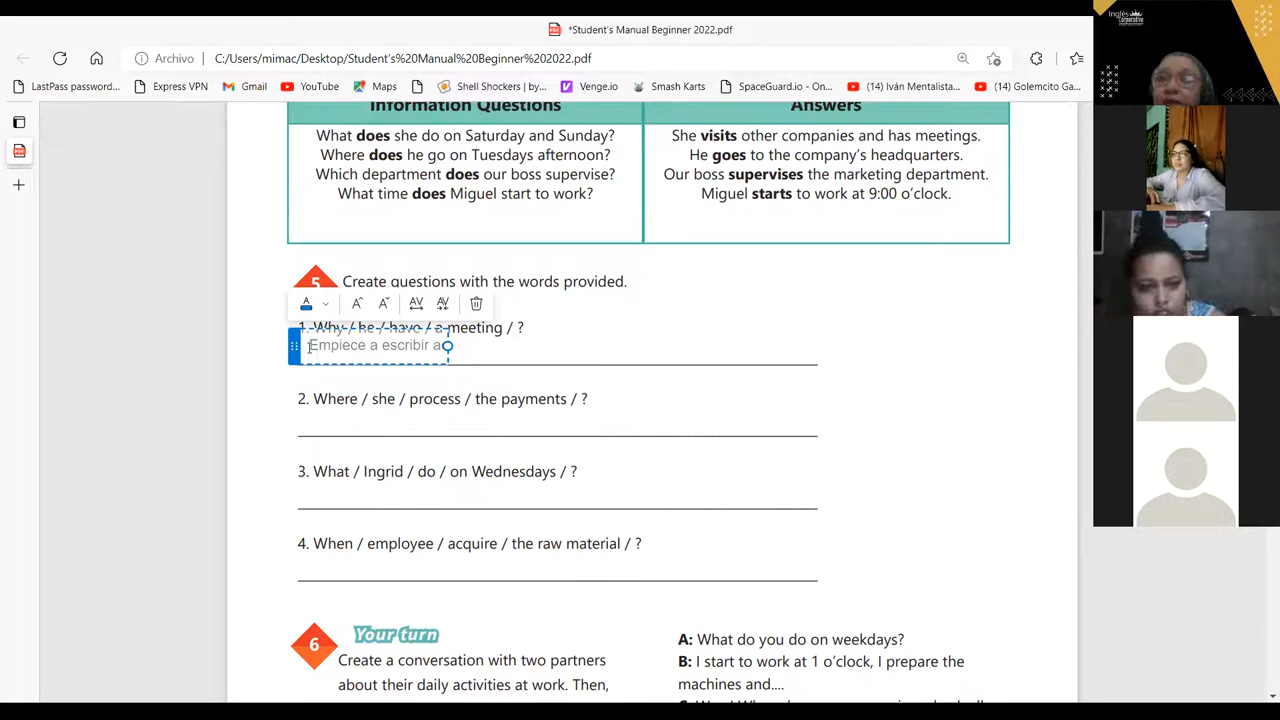 *Student's Manual Beginner 2022.pdf
Archivo
C:/Users/mimac/Desktop/Student's%20Manual%20Beginner%202022.pdf
LastPass password...
Express VPN
Gmail
YouTube
Maps
Shell Shockers | by...
Venge.io
Smash Karts
SpaceGuard.io - On...
(14) Iván Mentalista...
(14) Golemcito Ga...
Inglés
Corporativo
Information Questions
Answers
What does she do on Saturday and Sunday?
Where does he go on Tuesdays afternoon?
Which department does our boss supervise?
What time does Miguel start to work?
She visits other companies and has meetings.
He goes to the company's headquarters.
Our boss supervises the marketing department.
Miguel starts to work at 9:00 o'clock.
5
Create questions with the words provided.
1. Why / he / have / a meeting / ?
Empiece a escribir a
2. Where / she / process / the payments / ?
3. What / Ingrid / do / on Wednesdays / ?
4. When / employee / acquire / the raw material / ?
6
Your turn
Create a conversation with two partners
about their daily activities at work. Then,
A: What do you do on weekdays?
B: I start to work at 1 o'clock, I prepare the
machines and....